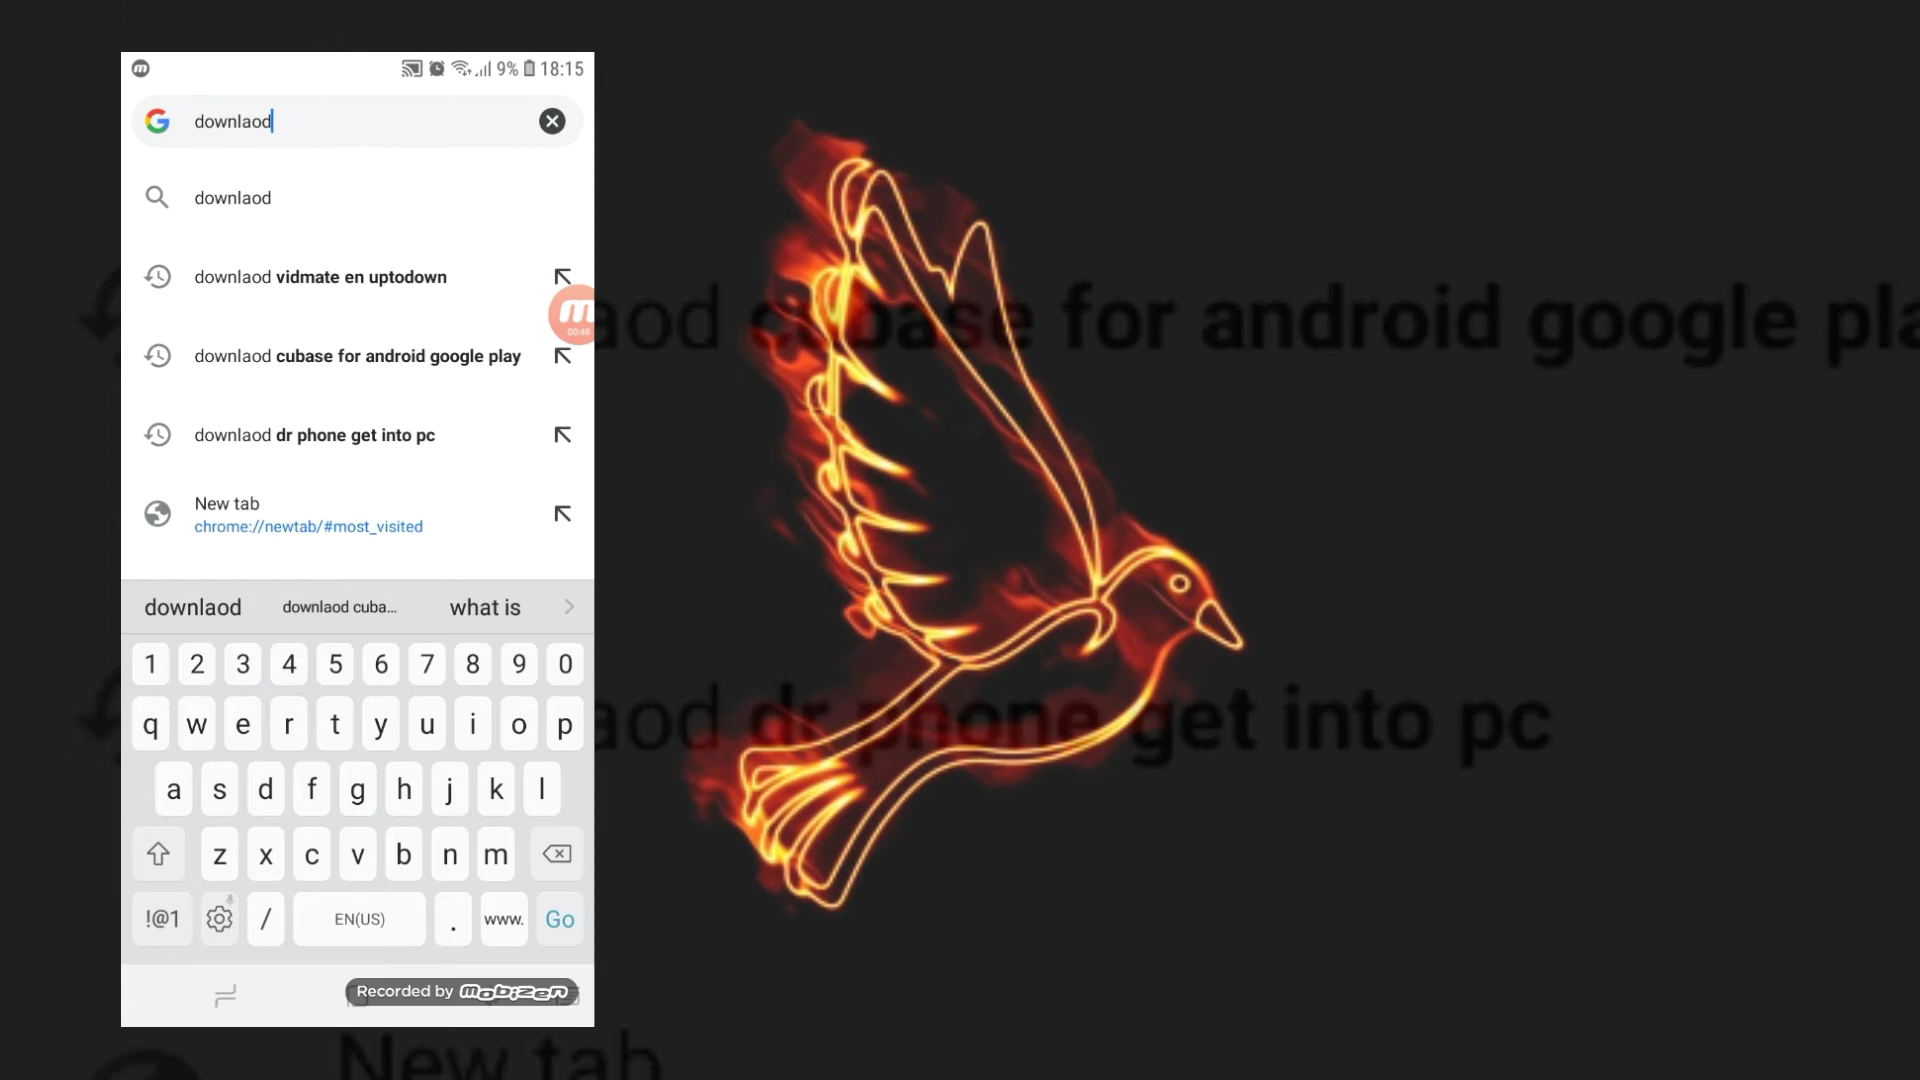 9% 18:15
downlaod
downlaod
downlaod vidmate en uptodown
00:48
downlaod cubase for android google play
downlaod dr phone get into pc
New tab
chrome://newtab/#most_visited
downlaod downlaod cuba... what is
1 2 3 4 5 6 7 8 9 0
q w e r t y u i o p
a s d f g h j k l
z x c v b n m
!@1 / EN(US) . www. Go
Recorded by mobizen
aod cubase for android google pla
aod dr phone get into pc
New tab